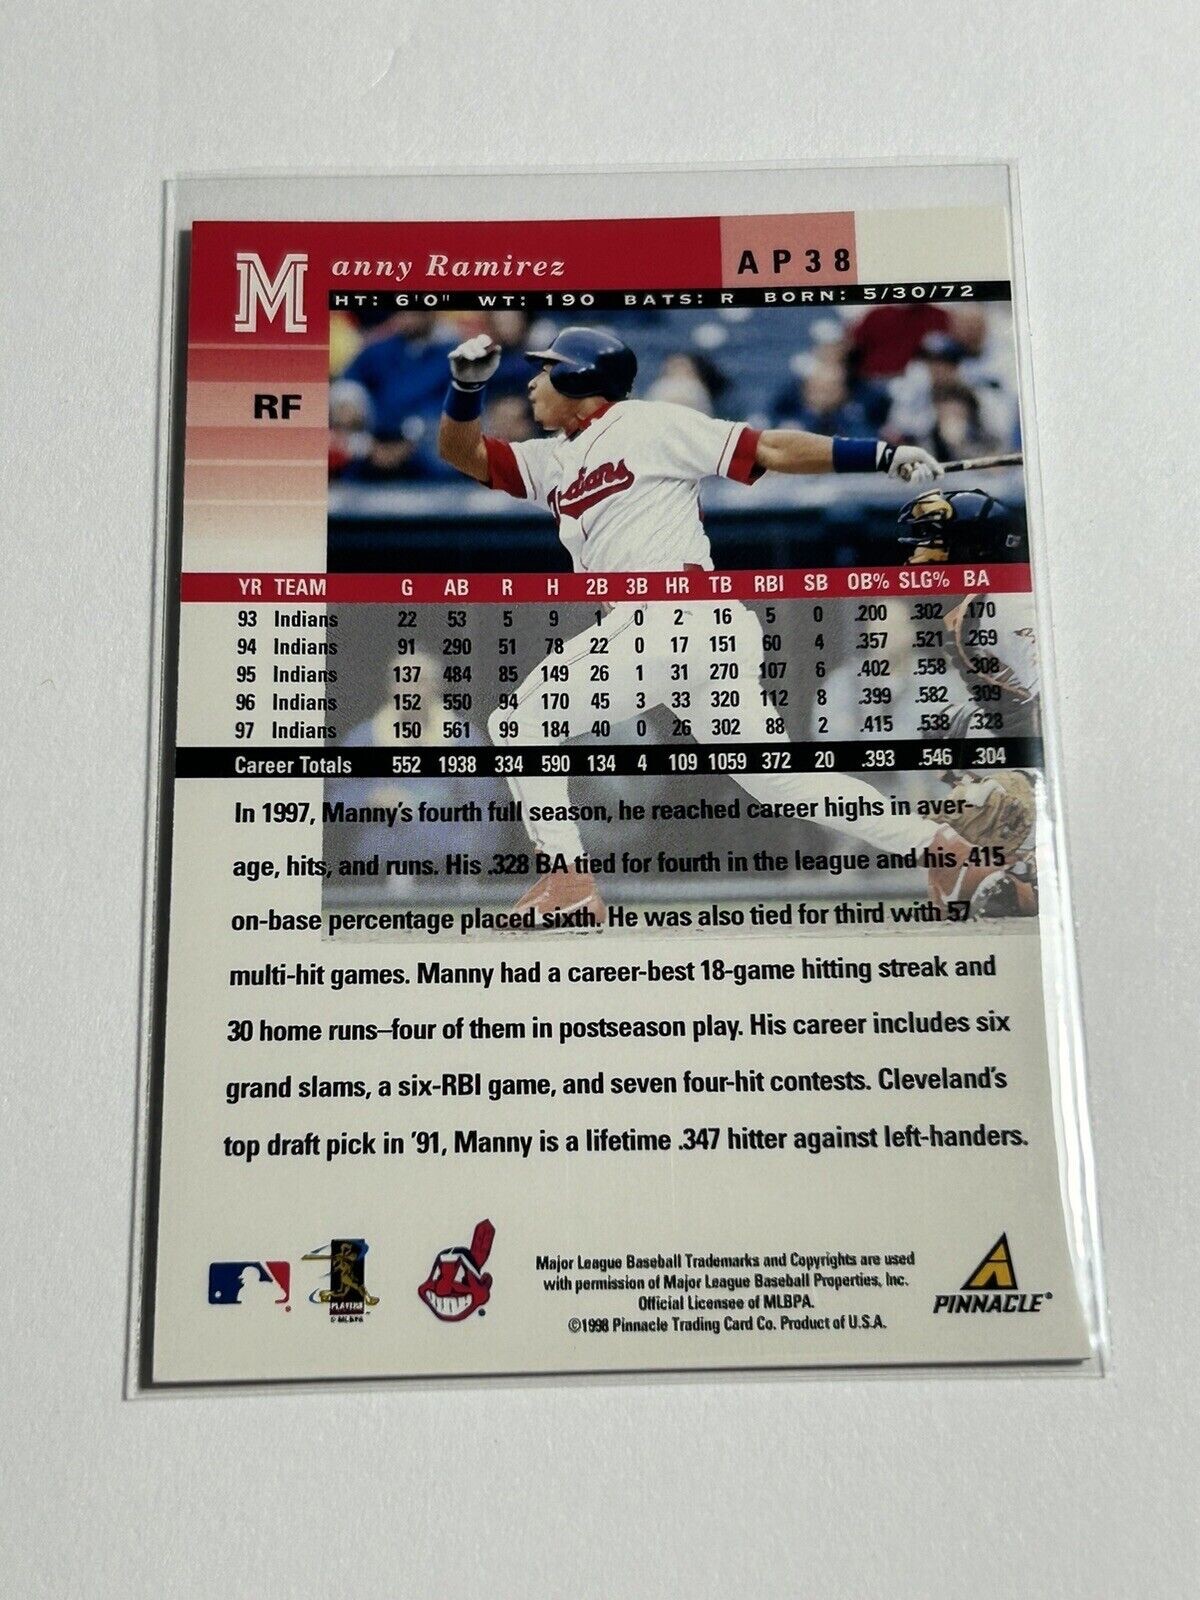 Manny Ramirez
AP38
HT: 6'0" WT: 190 BATS: R BORN: 5/30/72
RF
Indians
YR TEAM G AB R H 2B 3B HR TB RBI SB OB% SLG% BA
93 Indians 22 53 5 9 1 0 2 16 5 0 .200 .302 .170
94 Indians 91 290 51 78 22 0 17 151 60 4 .357 .521 .269
95 Indians 137 484 85 149 26 1 31 270 107 6 .402 .558 .308
96 Indians 152 550 94 170 45 3 33 320 112 8 .399 .582 .309
97 Indians 150 561 99 184 40 0 26 302 88 2 .415 .538 .328
Career Totals 552 1938 334 590 134 4 109 1059 372 20 .393 .546 .304
In 1997, Manny's fourth full season, he reached career highs in aver-
age, hits, and runs. His .328 BA tied for fourth in the league and his .415
on-base percentage placed sixth. He was also tied for third with 57
multi-hit games. Manny had a career-best 18-game hitting streak and
30 home runs–four of them in postseason play. His career includes six
grand slams, a six-RBI game, and seven four-hit contests. Cleveland's
top draft pick in '91, Manny is a lifetime .347 hitter against left-handers.
Major League Baseball Trademarks and Copyrights are used
with permission of Major League Baseball Properties, Inc.
Official Licensee of MLBPA.
©1998 Pinnacle Trading Card Co. Product of U.S.A.
PLAYERS
© MLBPA
PINNACLE®